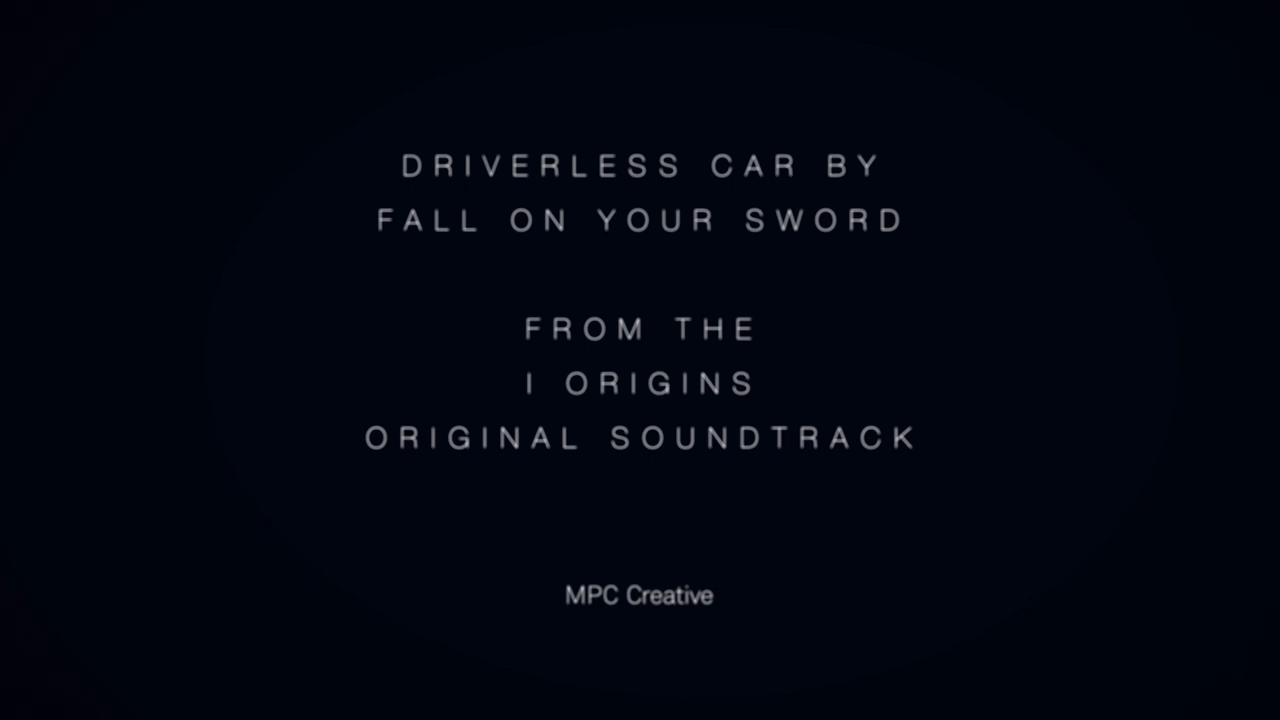 DRIVERLESS CAR BY
FALL ON YOUR SWORD
FROM THE
I ORIGINS
ORIGINAL SOUNDTRACK
MPC Creative